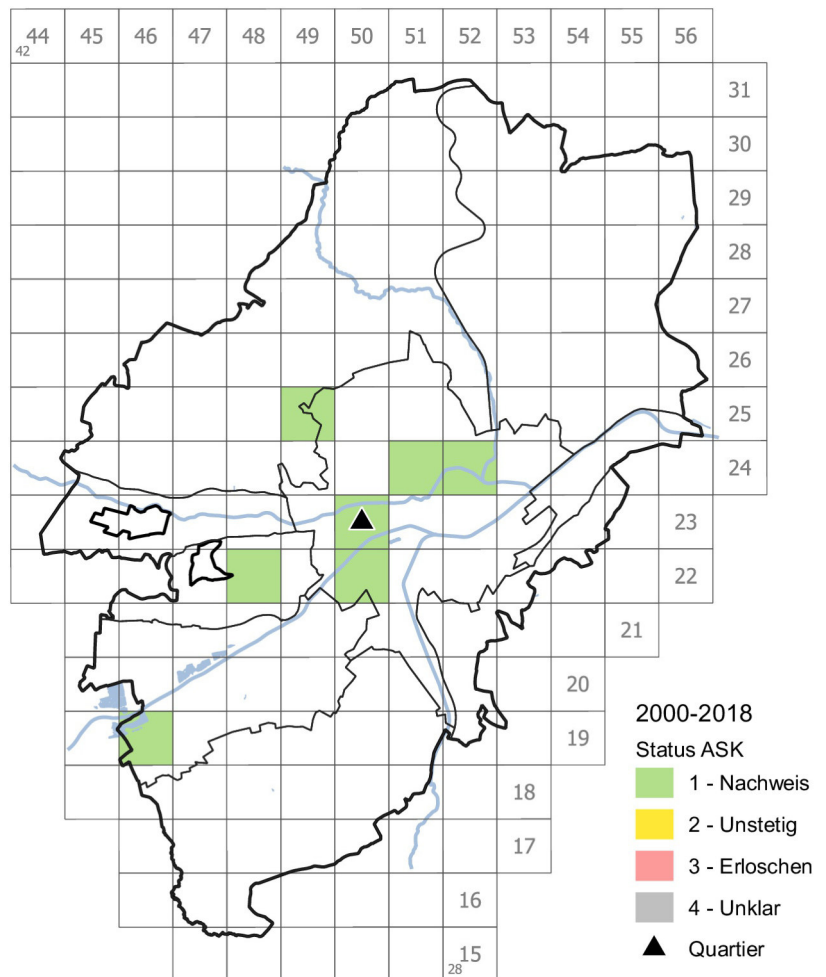 44 45 46 47 48 49 50 51 52 53 54 55 56
42
31
30
29
28
27
26
25
24
23
22
21
20
19
18
17
16
15
28
2000-2018
Status ASK
1 - Nachweis
2 - Unstetig
3 - Erloschen
4 - Unklar
Quartier